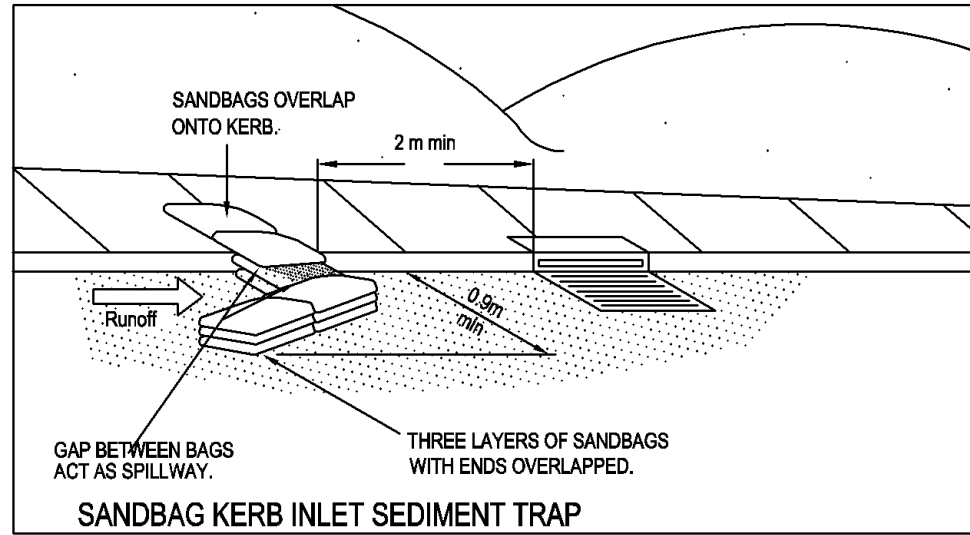 SANDBAGS OVERLAP
ONTO KERB.
2 m min
Runoff
0.9m
min
GAP BETWEEN BAGS
ACT AS SPILLWAY.
THREE LAYERS OF SANDBAGS
WITH ENDS OVERLAPPED.
SANDBAG KERB INLET SEDIMENT TRAP